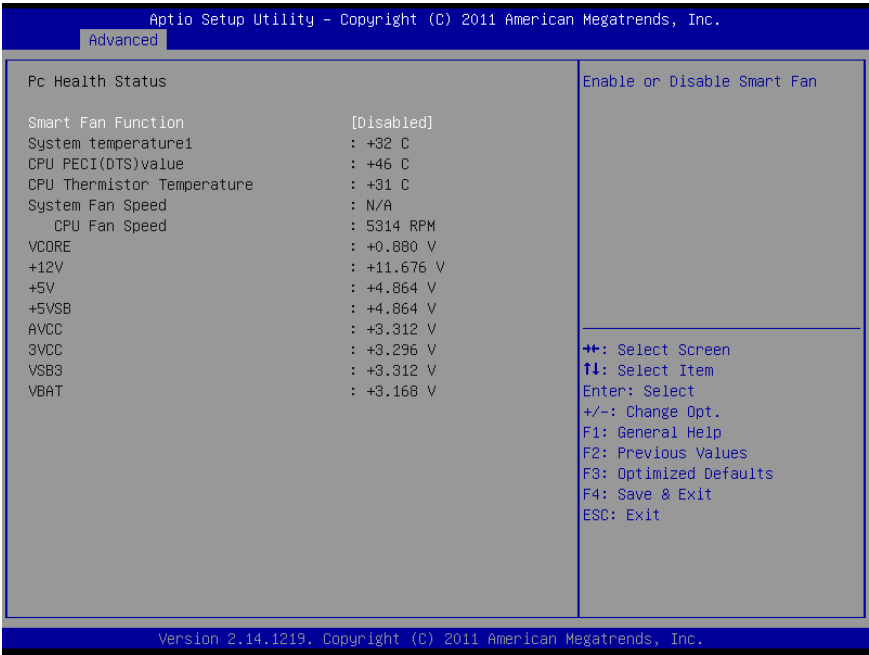 Aptio Setup Utility – Copyright (C) 2011 American Megatrends, Inc.
Advanced
Pc Health Status
Smart Fan Function [Disabled]
System temperature1 : +32 C
CPU PECI(DTS)value : +46 C
CPU Thermistor Temperature : +31 C
System Fan Speed : N/A
CPU Fan Speed : 5314 RPM
VCORE : +0.880 V
+12V : +11.676 V
+5V : +4.864 V
+5VSB : +4.864 V
AVCC : +3.312 V
3VCC : +3.296 V
VSB3 : +3.312 V
VBAT : +3.168 V
Enable or Disable Smart Fan
→←: Select Screen
↑↓: Select Item
Enter: Select
+/-: Change Opt.
F1: General Help
F2: Previous Values
F3: Optimized Defaults
F4: Save & Exit
ESC: Exit
Version 2.14.1219. Copyright (C) 2011 American Megatrends, Inc.